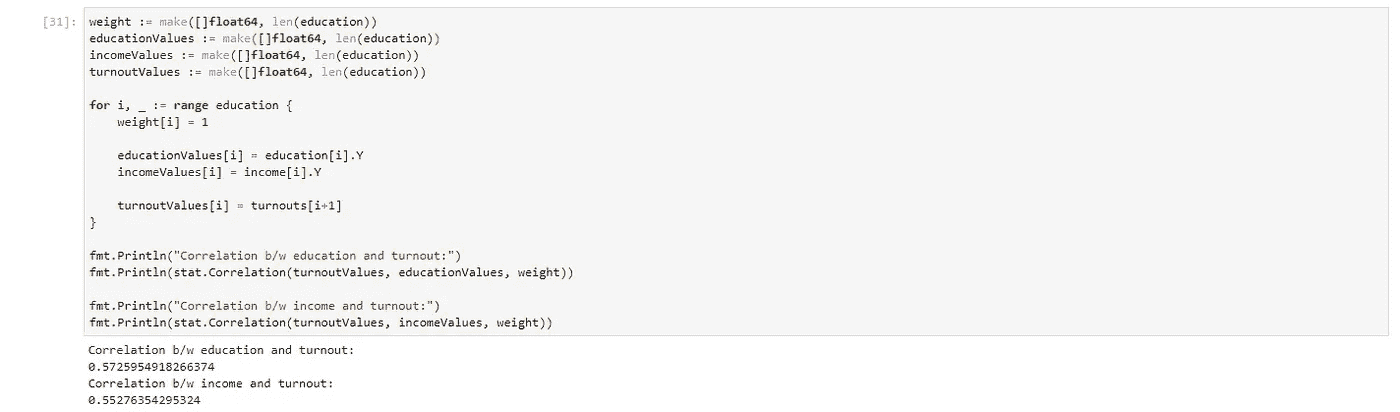 [31]: weight := make([]float64, len(education))
educationValues := make([]float64, len(education))
incomeValues := make([]float64, len(education))
turnoutValues := make([]float64, len(education))
for i, _ := range education {
weight[i] = 1
educationValues[i] = education[i].Y
incomeValues[i] = income[i].Y
turnoutValues[i] = turnouts[i+1]
}
fmt.Println("Correlation b/w education and turnout:")
fmt.Println(stat.Correlation(turnoutValues, educationValues, weight))
fmt.Println("Correlation b/w income and turnout:")
fmt.Println(stat.Correlation(turnoutValues, incomeValues, weight))
Correlation b/w education and turnout:
0.5725954918266374
Correlation b/w income and turnout:
0.55276354295324